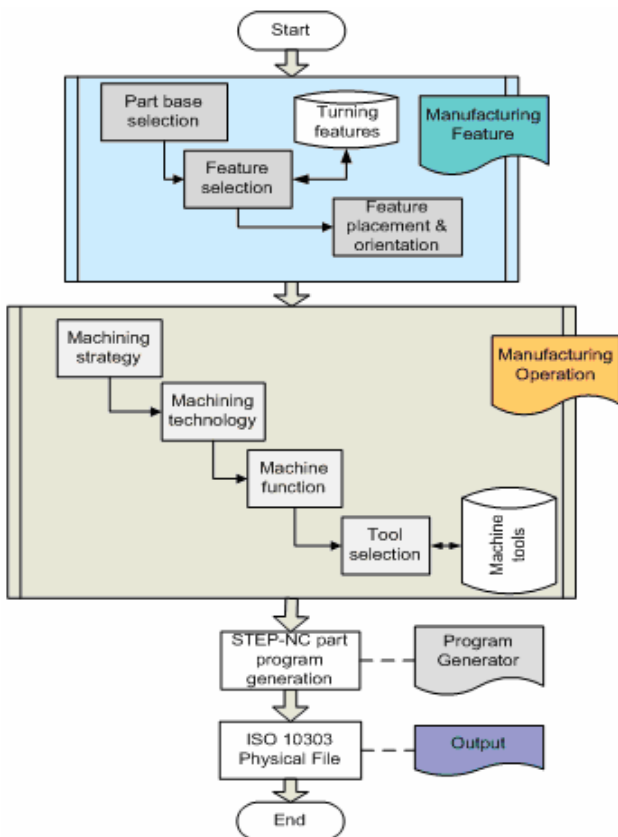 Start
Part base
selection
Turning
features
Manufacturing
Feature
Feature
selection
Feature
placement &
orientation
Machining
strategy
Manufacturing
Operation
Machining
technology
Machine
function
Tool
selection
Machine
tools
STEP-NC part
program
generation
Program
Generator
ISO 10303
Physical File
Output
End